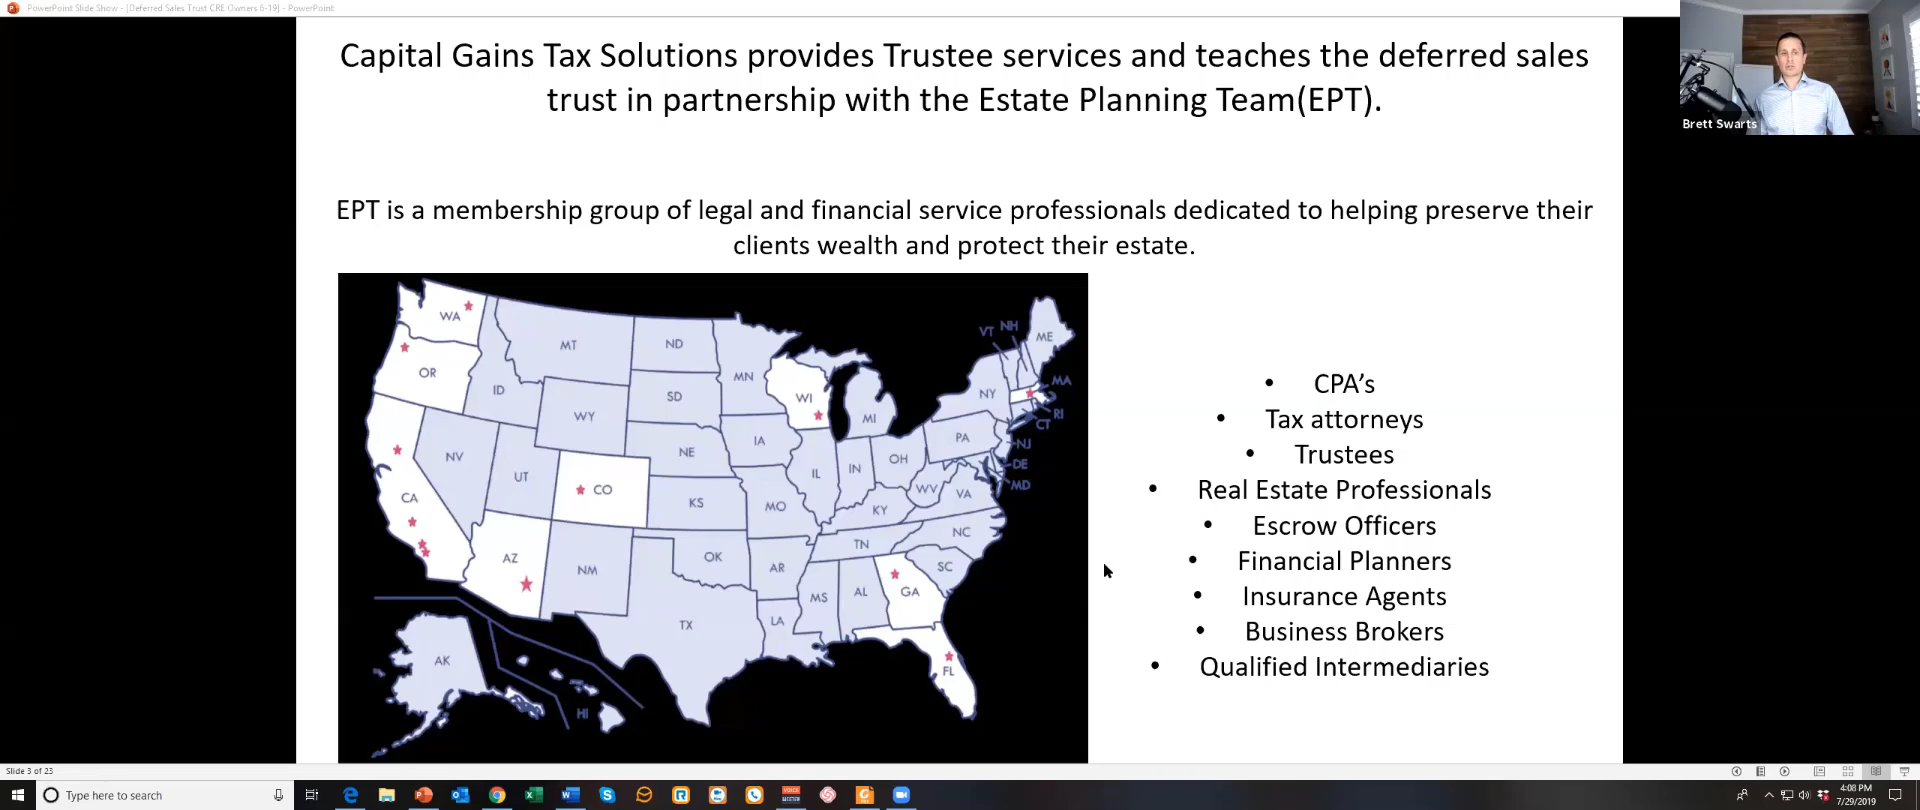 PowerPoint Slide Show - [Deferred Sales Trust CRE Owners 6-19] - PowerPoint
Capital Gains Tax Solutions provides Trustee services and teaches the deferred sales
trust in partnership with the Estate Planning Team(EPT).
Brett Swarts
EPT is a membership group of legal and financial service professionals dedicated to helping preserve their
clients wealth and protect their estate.
WA
MT
ND
VT
NH
ME
OR
ID
SD
MN
WI
NY
MA
WY
MI
RI
CT
IA
PA
NJ
NV
UT
NE
IL
IN
OH
DE
MD
CO
WV
VA
CA
KS
MO
KY
AZ
NM
OK
AR
TN
NC
SC
MS
AL
GA
TX
LA
AK
HI
FL
• CPA’s
• Tax attorneys
• Trustees
• Real Estate Professionals
• Escrow Officers
• Financial Planners
• Insurance Agents
• Business Brokers
• Qualified Intermediaries
Slide 3 of 23
Type here to search
4:08 PM
7/29/2019